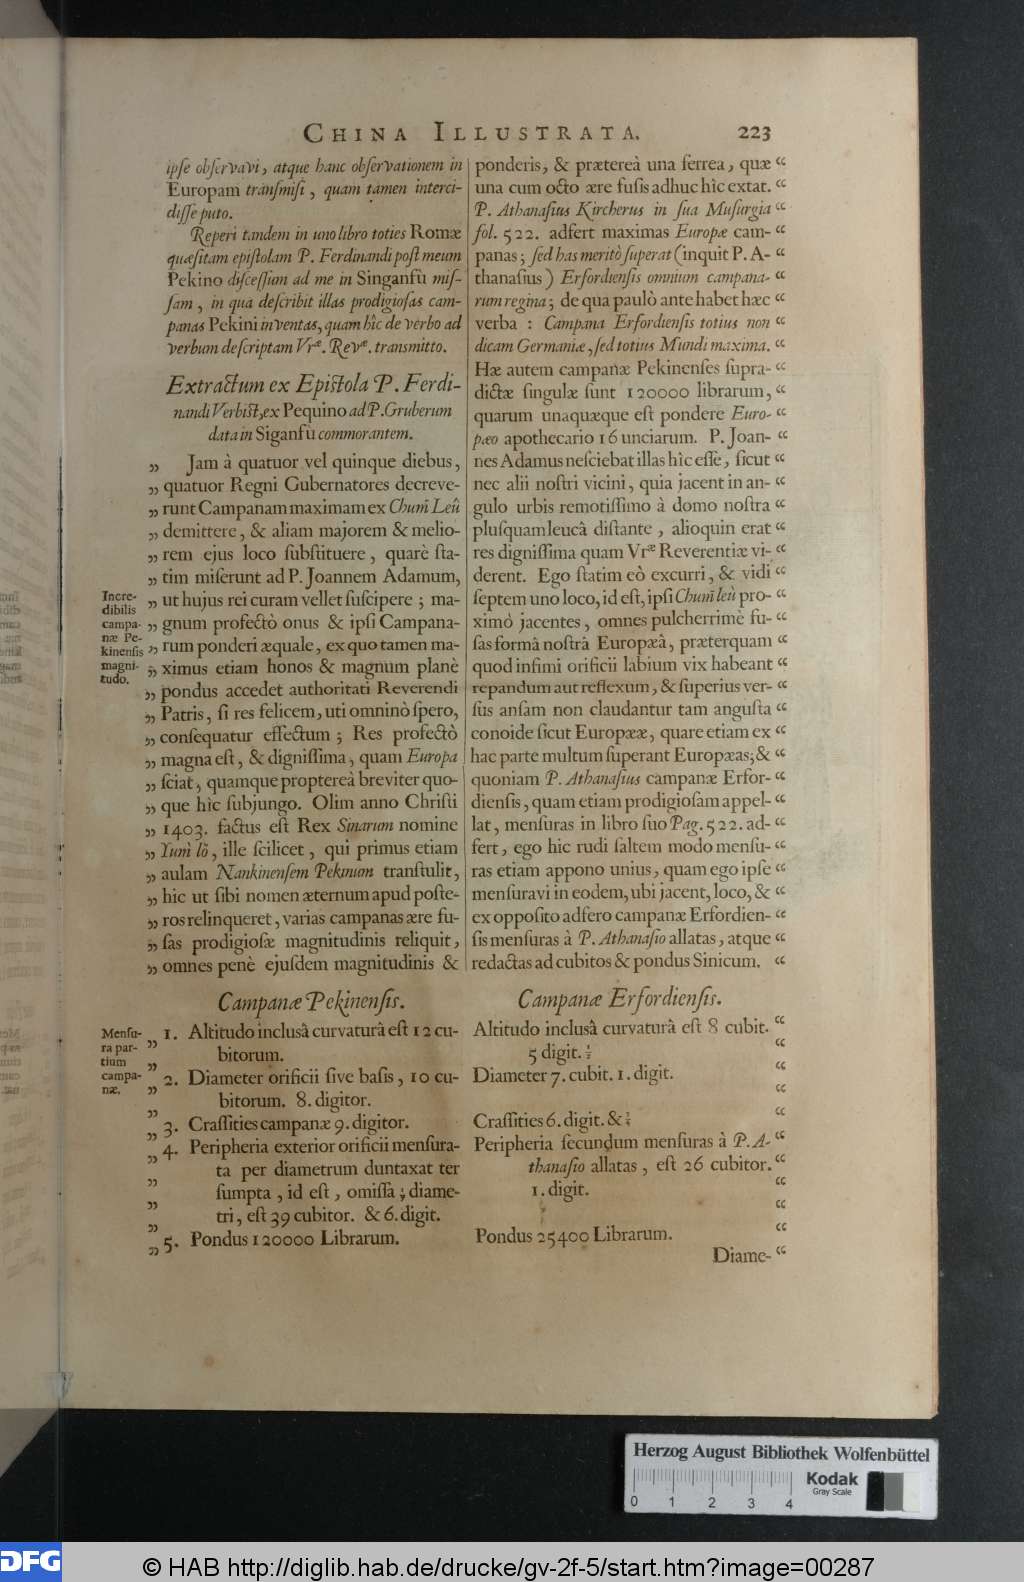 CHINA ILLUSTRATA. 223
ipſe obſervavi, atque hanc obſervationem in
Europam tranſmiſi, quam tamen interci-
diſſe puto.
Reperi tandem in uno libro toties Romæ
quæſitam epiſtolam P. Ferdinandi poſt meum
Pekino diſceſſum ad me in Singanfù miſ-
ſam, in qua deſcribit illas prodigioſas cam-
panas Pekini inventas, quam hîc de verbo ad
verbum deſcriptam Vræ. Revæ. transmitto.
Extractum ex Epiſtola P. Ferdi-
nandi Verbiſt, ex Pequino ad P. Gruberum
data in Siganfù commorantem.
„ Jam à quatuor vel quinque diebus,
„ quatuor Regni Gubernatores decreve-
„ runt Campanam maximam ex Chum̃ Leû
„ demittere, & aliam majorem & melio-
„ rem ejus loco ſubſtituere, quarè ſta-
„ tim miſerunt ad P. Joannem Adamum,
Incre-
dibilis
campa-
næ Pe-
kinenſis
magni-
tudo.
„ ut hujus rei curam vellet ſuſcipere; ma-
„ gnum profectò onus & ipſi Campana-
„ rum ponderi æquale, ex quo tamen ma-
„ ximus etiam honos & magnum planè
„ pondus accedet authoritati Reverendi
„ Patris, ſi res felicem, uti omninò ſpero,
„ conſequatur effectum; Res profectò
„ magna eſt, & digniſſima, quam Europa
„ ſciat, quamque propterеà breviter quo-
„ que hîc ſubjungo. Olim anno Chriſti
„ 1403. factus eſt Rex Sinarum nomine
„ Yum̃ lò, ille ſcilicet, qui primus etiam
„ aulam Nankinenſem Pekinum tranſtulit,
„ hic ut ſibi nomen æternum apud poſte-
„ ros relinqueret, varias campanas ære fu-
„ ſas prodigioſæ magnitudinis reliquit,
„ omnes penè ejuſdem magnitudinis &
ponderis, & præterеà una ferrea, quæ “
una cum octo ære fuſis adhuc hîc extat. “
P. Athanaſius Kircherus in ſua Muſurgia “
fol. 522. adfert maximas Europæ cam- “
panas; ſed has meritò ſuperat (inquit P. A- “
thanaſius) Erfordienſis omnium campana- “
rum regina; de qua paulò ante habet hæc “
verba : Campana Erfordienſis totius non “
dicam Germaniæ, ſed totius Mundi maxima. “
Hæ autem campanæ Pekinenſes ſupra- “
dictæ ſingulæ ſunt 120000 librarum, “
quarum unaquæque eſt pondere Euro- “
pæo apothecario 16 unciarum. P. Joan- “
nes Adamus neſciebat illas hîc eſſe, ſicut “
nec alii noſtri vicini, quia jacent in an- “
gulo urbis remotiſſimo à domo noſtra “
pluſquam leucâ diſtante, alioquin erat “
res digniſſima quam Vræ Reverentiæ vi- “
derent. Ego ſtatim eò excurri, & vidi “
ſeptem uno loco, id eſt, ipſi Chum̃ leù pro- “
ximò jacentes, omnes pulcherrimè fu- “
ſas formâ noſtrâ Europæâ, præterquam “
quod infimi orificii labium vix habeant “
repandum aut reflexum, & ſuperius ver- “
ſùs anſam non claudantur tam anguſta “
conoide ſicut Europææ, quare etiam ex “
hac parte multum ſuperant Europæas; & “
quoniam P. Athanaſius campanæ Erfor- “
dienſis, quam etiam prodigioſam appel- “
lat, menſuras in libro ſuo Pag. 522. ad- “
fert, ego hic rudi ſaltem modo menſu- “
ras etiam appono unius, quam ego ipſe “
menſuravi in eodem, ubi jacent, loco, & “
ex oppoſito adfero campanæ Erfordien- “
ſis menſuras à P. Athanaſio allatas, atque “
redactas ad cubitos & pondus Sinicum. “
Campanæ Pekinenſis.
Menſu-
ra par-
tium
campa-
næ.
„ 1. Altitudo incluſâ curvaturâ eſt 12 cu-
„ bitorum.
„ 2. Diameter orificii ſive baſis, 10 cu-
bitorum. 8. digitor.
„ 3. Craſſities campanæ 9. digitor.
„ 4. Peripheria exterior orificii menſura-
„ ta per diametrum duntaxat ter
„ ſumpta, id eſt, omiſſa 1/7 diame-
„ tri, eſt 39 cubitor. & 6. digit.
„ 5. Pondus 120000 Librarum.
Campanæ Erfordienſis.
Altitudo incluſâ curvaturâ eſt 8 cubit. “
5 digit. 1/2 “
Diameter 7. cubit. 1. digit. “
Craſſities 6. digit. & “
Peripheria ſecundum menſuras à P. A- “
thanaſio allatas, eſt 26 cubitor. “
1. digit. “
Pondus 25400 Librarum. “
Diame- “
Herzog August Bibliothek Wolfenbüttel
0 1 2 3 4
Kodak
Gray Scale
DFG
© HAB http://diglib.hab.de/drucke/gv-2f-5/start.htm?image=00287